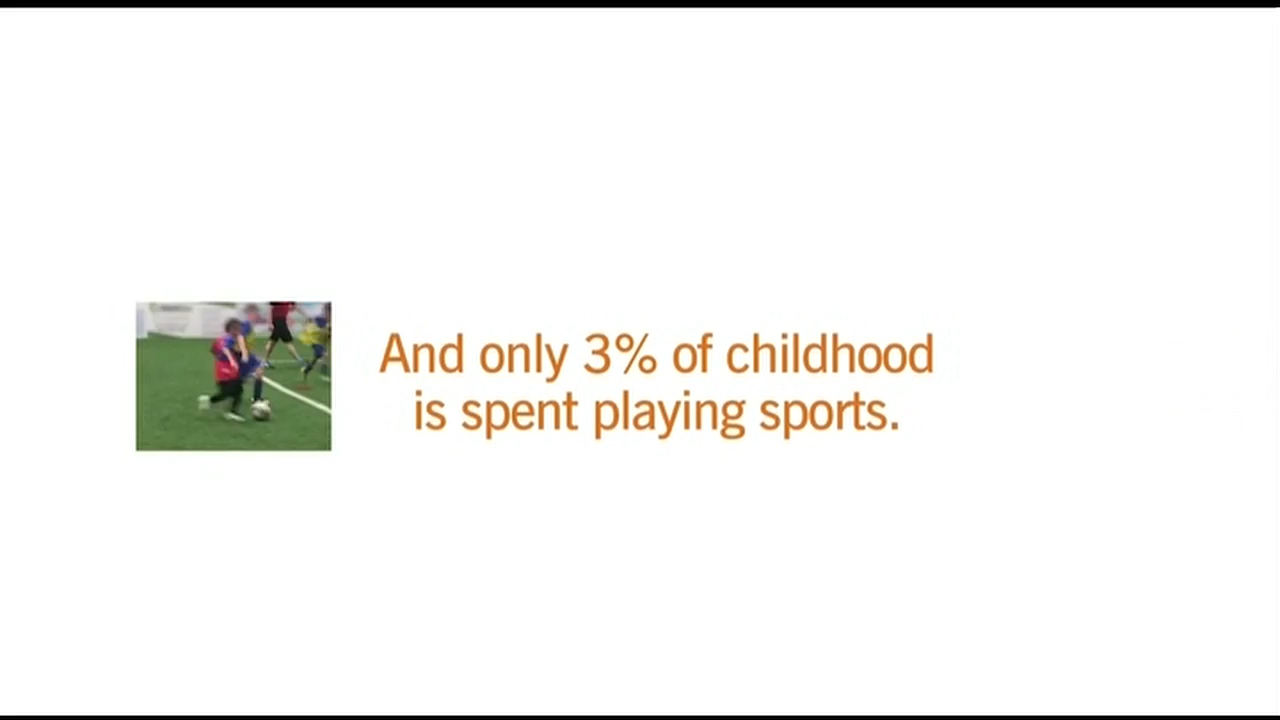 And only 3% of childhood
is spent playing sports.